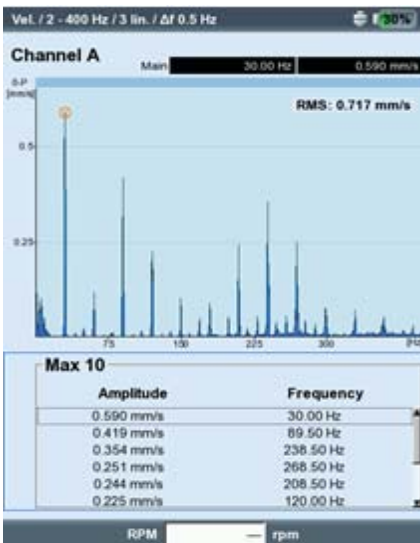 Vel. / 2 - 400 Hz / 3 lin. / Δf 0.5 Hz 30%
Channel A
Main 30.00 Hz 0.590 mm/s
0-P
[mm/s]
RMS: 0.717 mm/s
0.5
0.25
75 150 225 300
Max 10
Amplitude Frequency
0.590 mm/s 30.00 Hz
0.419 mm/s 89.50 Hz
0.354 mm/s 238.50 Hz
0.251 mm/s 268.50 Hz
0.244 mm/s 208.50 Hz
0.225 mm/s 120.00 Hz
RPM — rpm